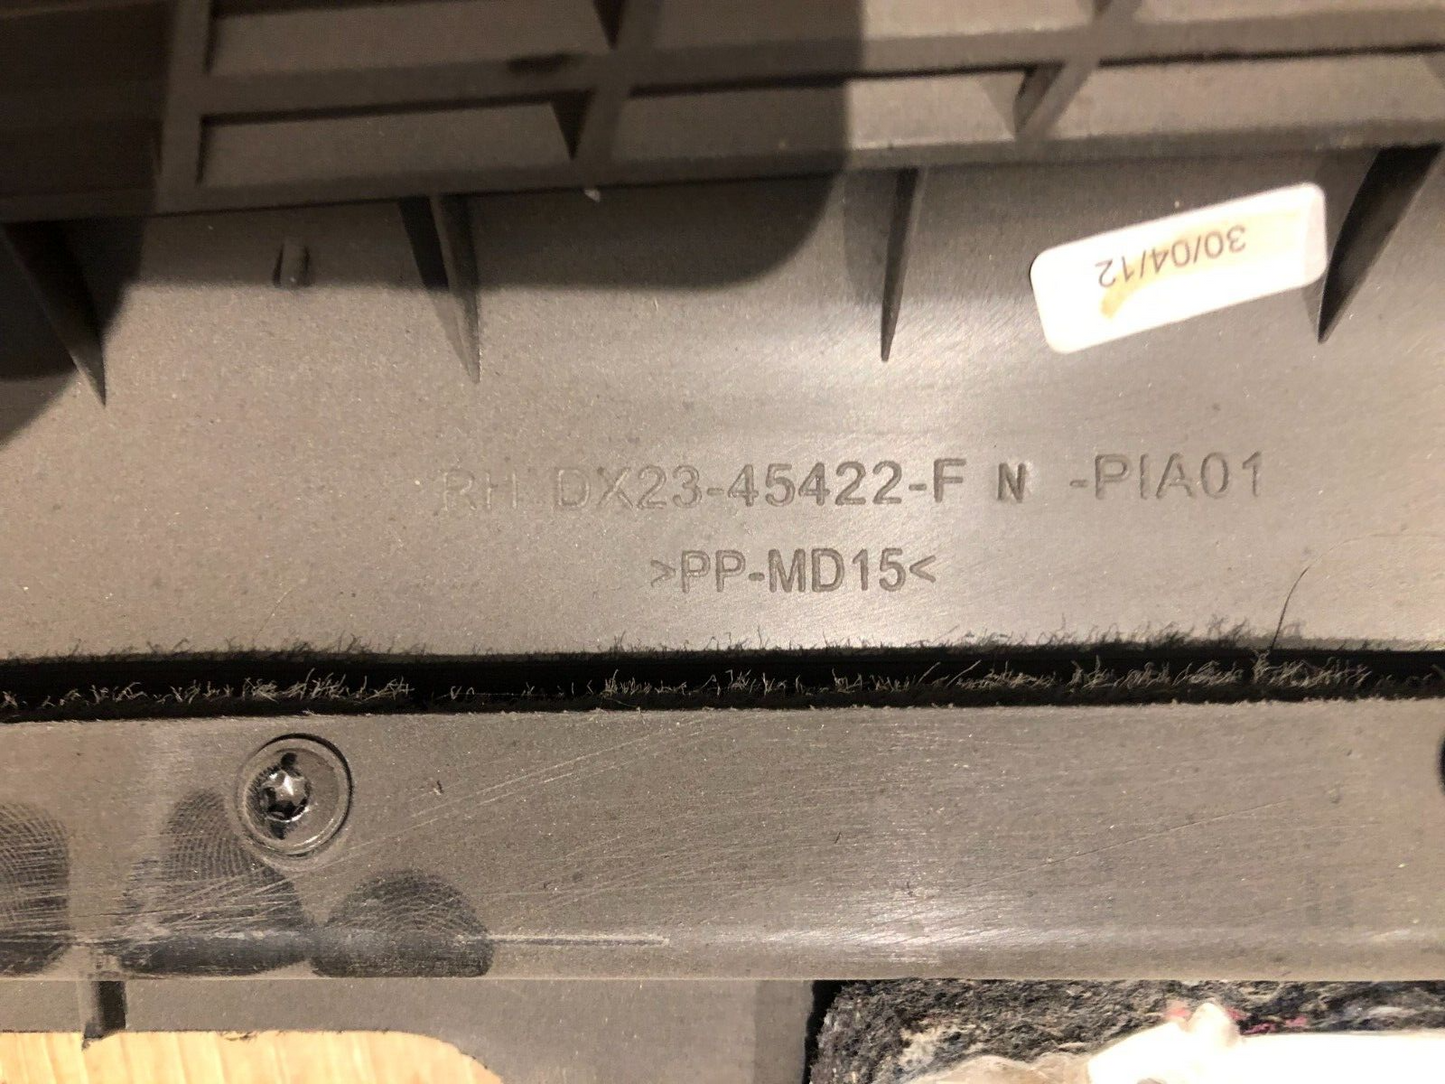 30/04/12
RH DX23-45422-F N -PIA01
>PP-MD15<